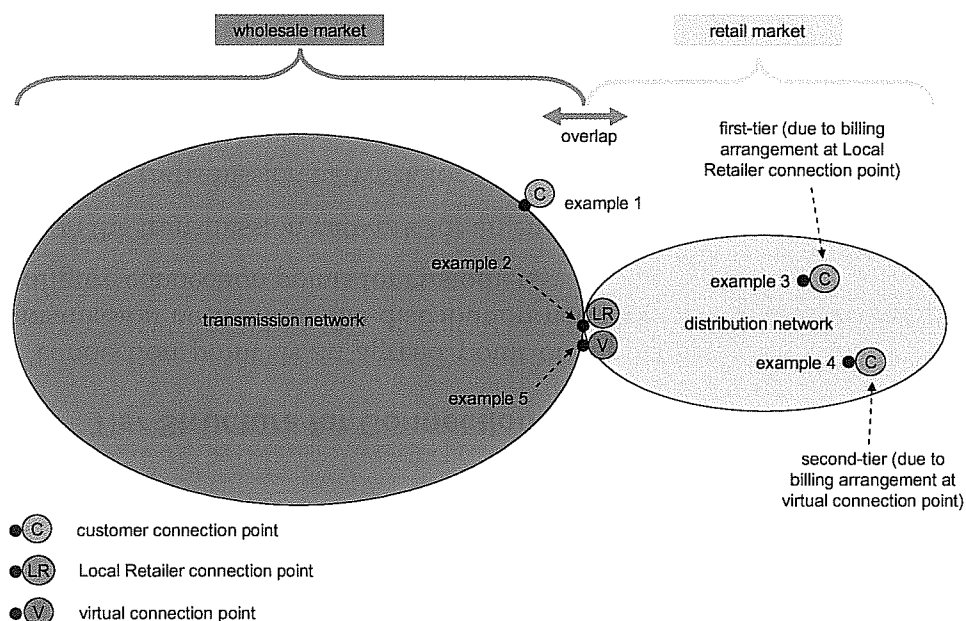 wholesale market
retail market
overlap
first-tier (due to billing
arrangement at Local
Retailer connection point)
C
example 1
example 2
example 3
C
LR
transmission network
distribution network
V
example 4
C
example 5
second-tier (due to
billing arrangement at
virtual connection point)
C
customer connection point
LR
Local Retailer connection point
V
virtual connection point